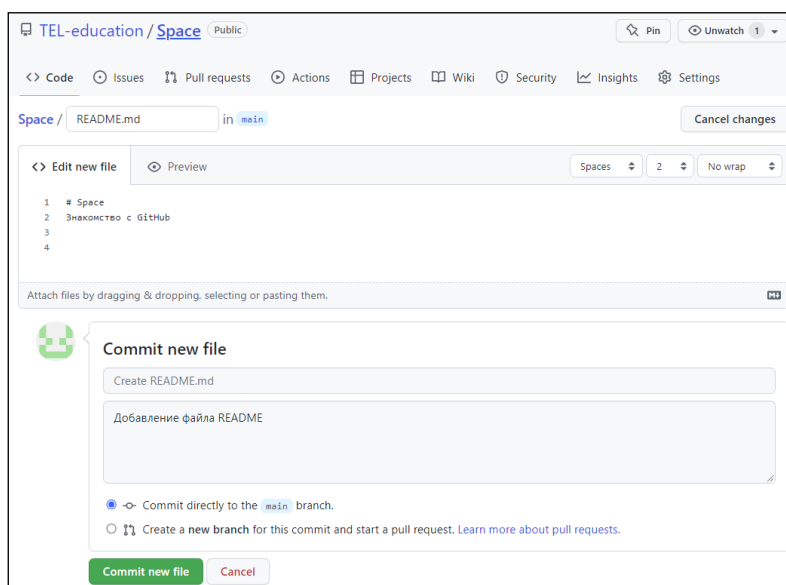 TEL-education / Space Public Pin Unwatch 1
Code Issues Pull requests Actions Projects Wiki Security Insights Settings
Space / README.md in main Cancel changes
Edit new file Preview Spaces 2 No wrap
1 # Space
2 Знакомство с GitHub
3
4
Attach files by dragging & dropping, selecting or pasting them.
Commit new file
Create README.md
Добавление файла README
Commit directly to the main branch.
Create a new branch for this commit and start a pull request. Learn more about pull requests.
Commit new file Cancel